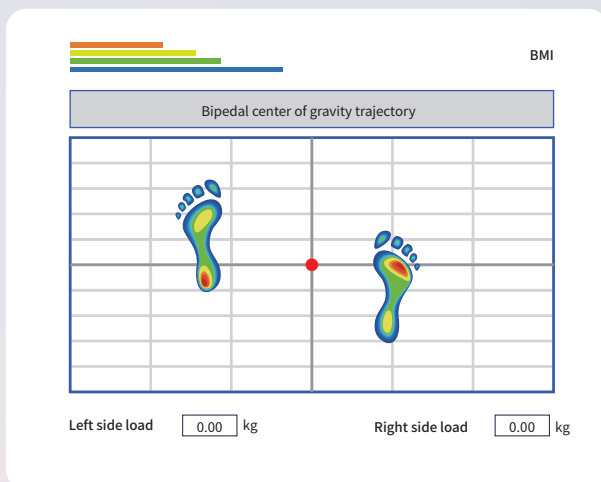 BMI
Bipedal center of gravity trajectory
Left side load 0.00 kg Right side load 0.00 kg